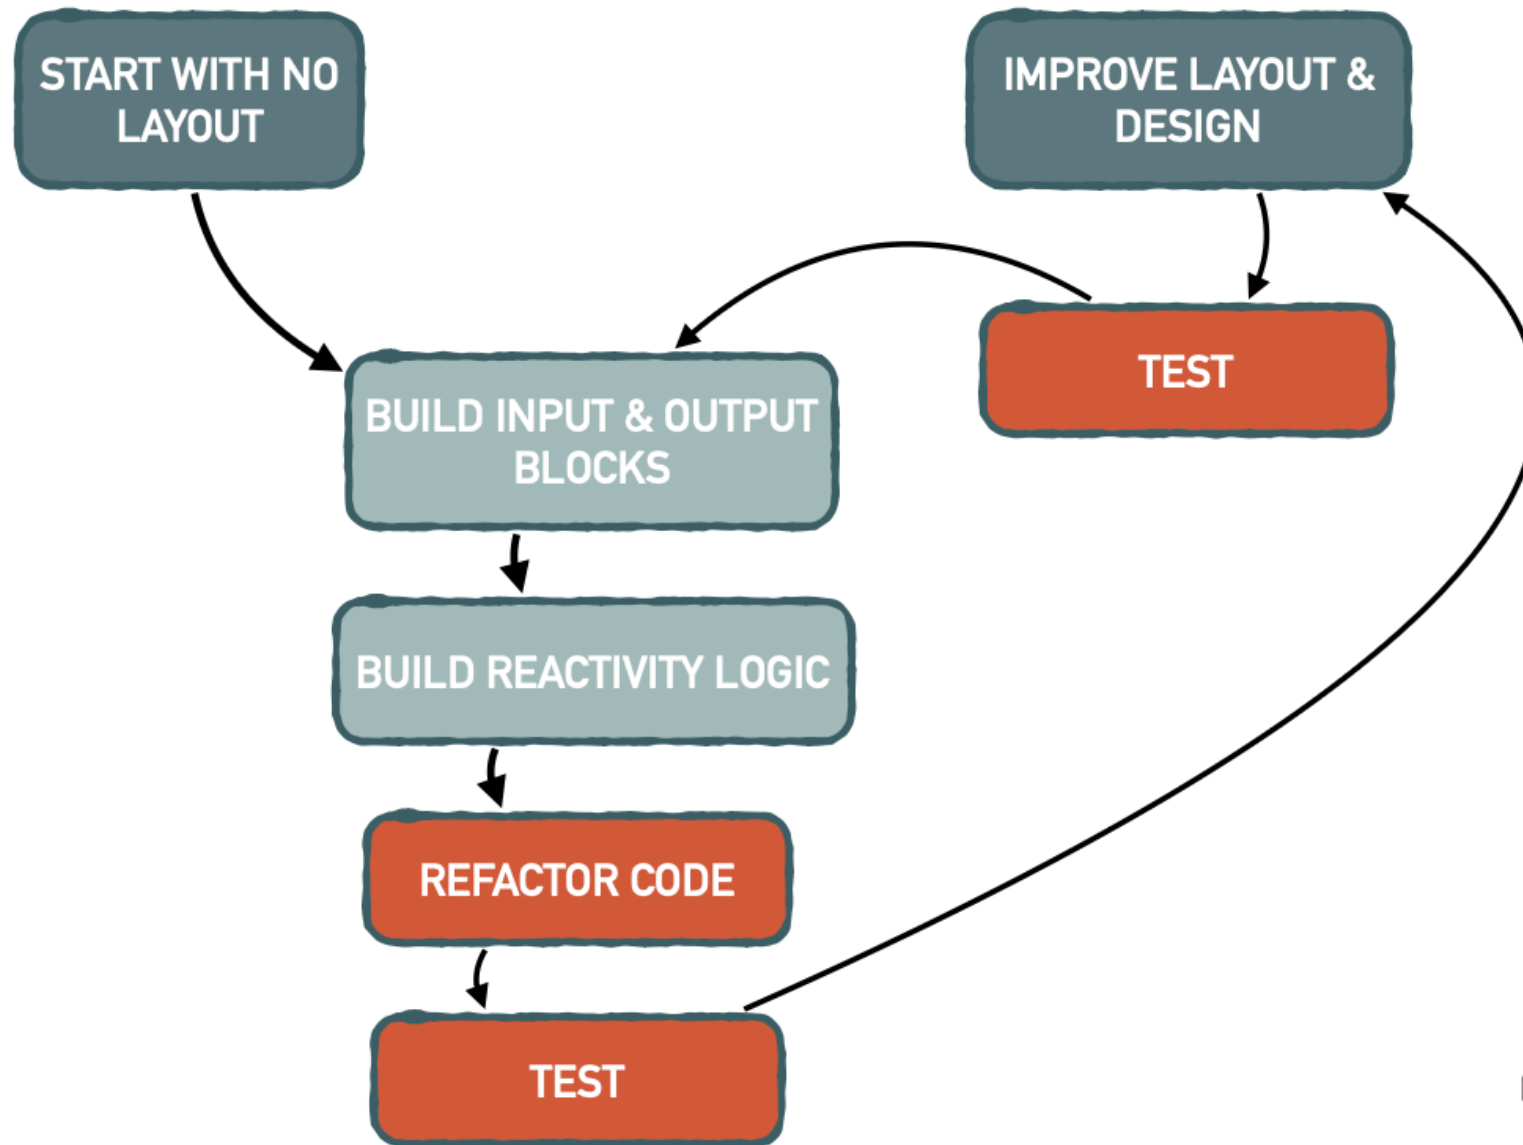 START WITH NO
LAYOUT
IMPROVE LAYOUT &
DESIGN
TEST
BUILD INPUT & OUTPUT
BLOCKS
BUILD REACTIVITY LOGIC
REFACTOR CODE
TEST